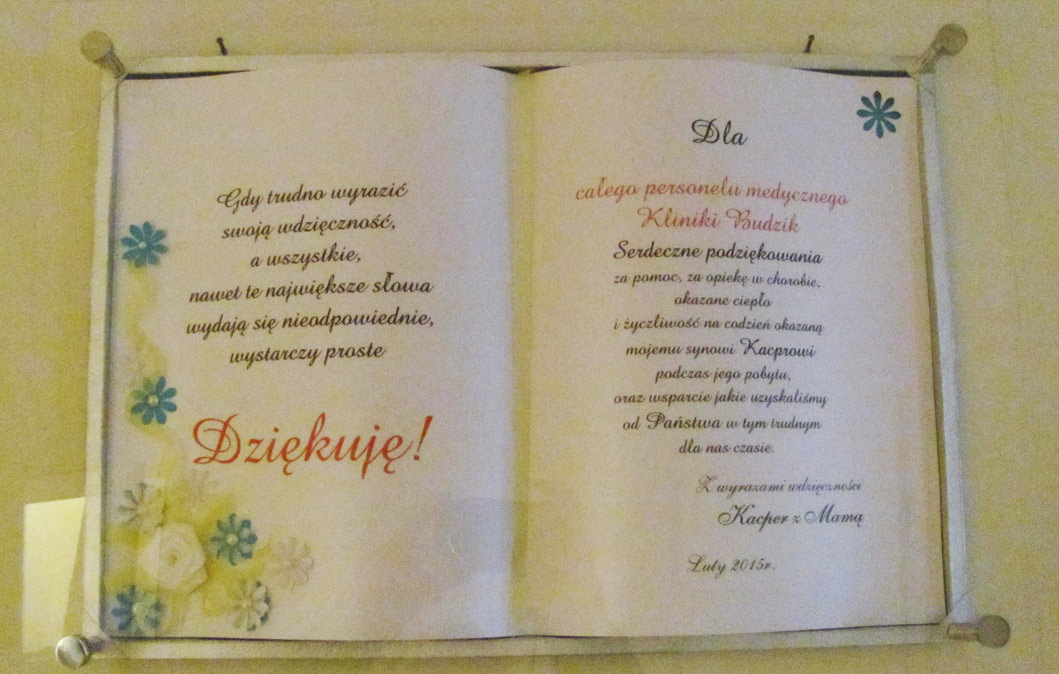 Gdy trudno wyrazić
swoją wdzięczność,
a wszystkie,
nawet te największe słowa
wydają się nieodpowiednie,
wystarczy proste
Dziękuję!
Dla
całego personelu medycznego
Kliniki Budzik
Serdeczne podziękowania
za pomoc, za opiekę w chorobie,
okazane ciepło
i życzliwość na codzień okazaną
mojemu synowi Kacprowi
podczas jego pobytu,
oraz wsparcie jakie uzyskaliśmy
od Państwa w tym trudnym
dla nas czasie.
Z wyrazami wdzięczności
Kacper z Mamą
Luty 2015r.